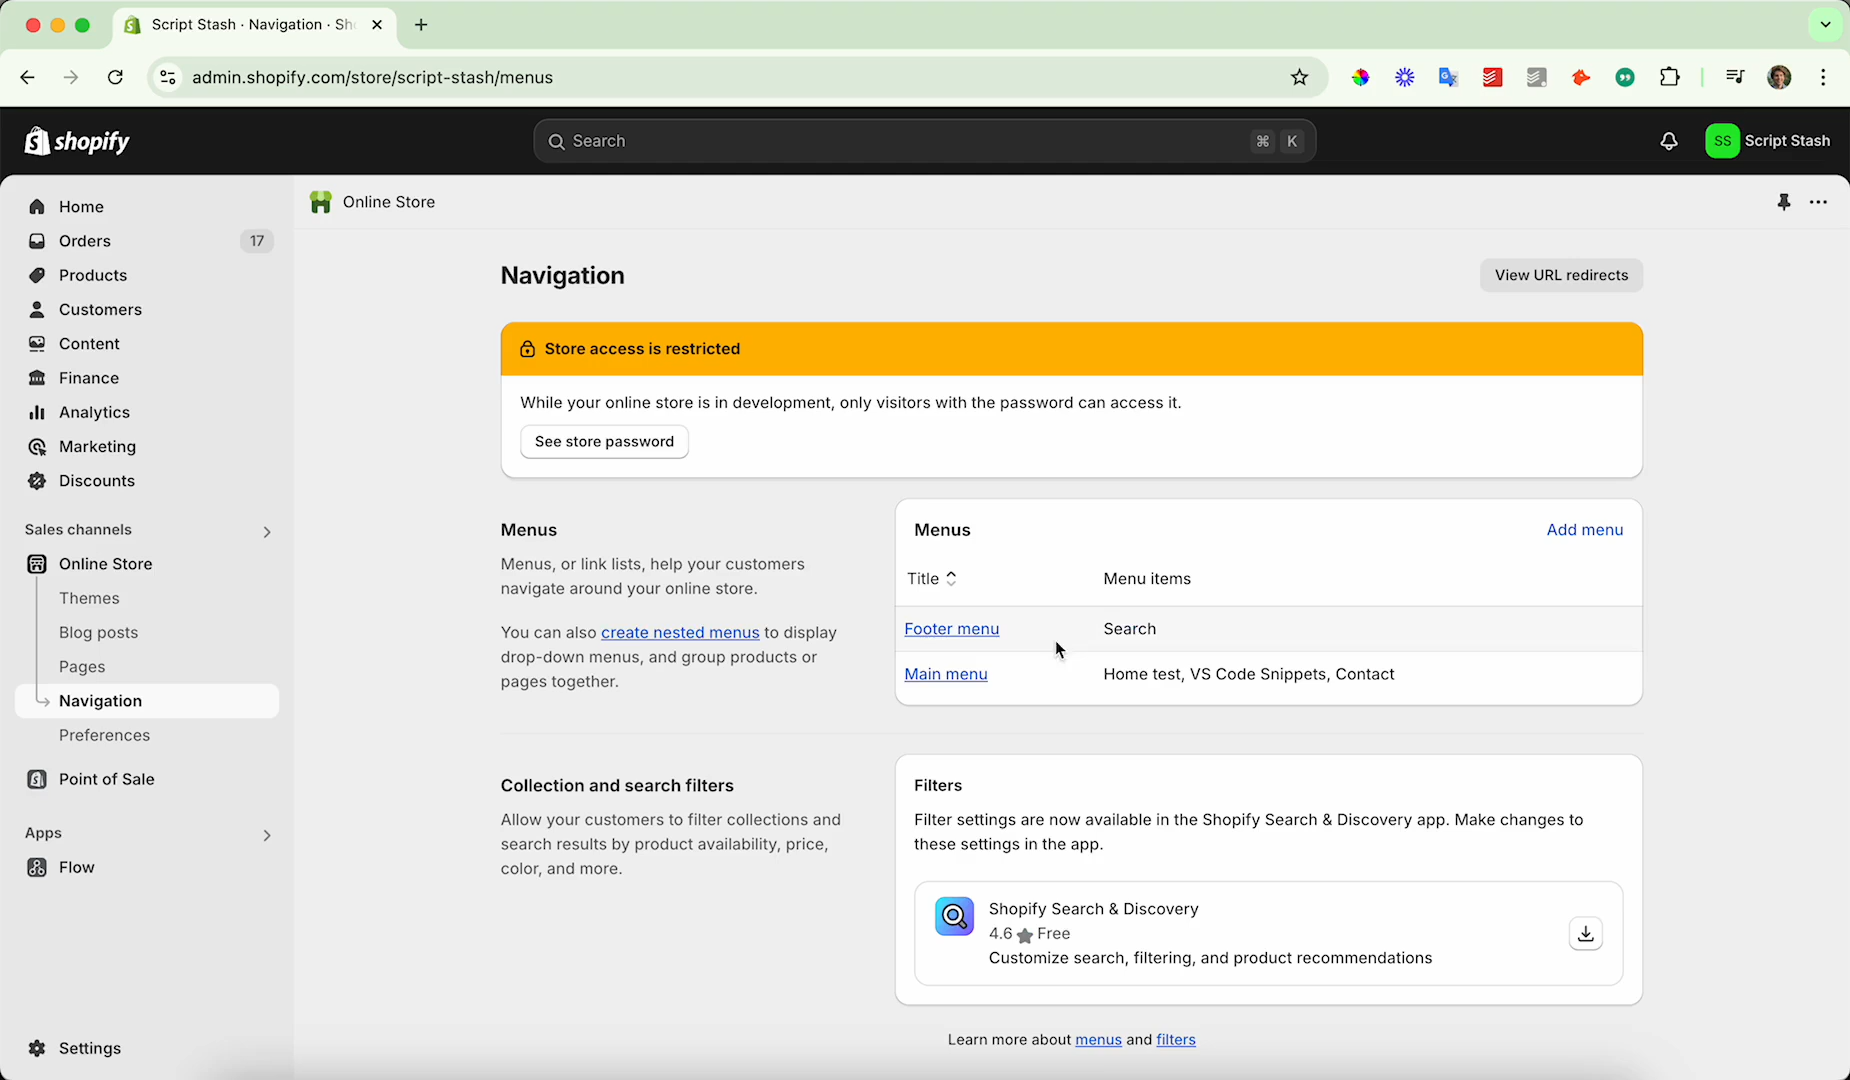 Script Stash · Navigation · Sh
admin.shopify.com/store/script-stash/menus
shopify
Search
⌘ K
SS
Script Stash
Home
Orders
17
Products
Customers
Content
Finance
Analytics
Marketing
Discounts
Sales channels
Online Store
Themes
Blog posts
Pages
Navigation
Preferences
Point of Sale
Apps
Flow
Settings
Online Store
Navigation
View URL redirects
Store access is restricted
While your online store is in development, only visitors with the password can access it.
See store password
Menus
Menus, or link lists, help your customers
navigate around your online store.
You can also create nested menus to display
drop-down menus, and group products or
pages together.
Menus
Add menu
Title
Menu items
Footer menu
Search
Main menu
Home test, VS Code Snippets, Contact
Collection and search filters
Allow your customers to filter collections and
search results by product availability, price,
color, and more.
Filters
Filter settings are now available in the Shopify Search & Discovery app. Make changes to
these settings in the app.
Shopify Search & Discovery
4.6 ★ Free
Customize search, filtering, and product recommendations
Learn more about menus and filters